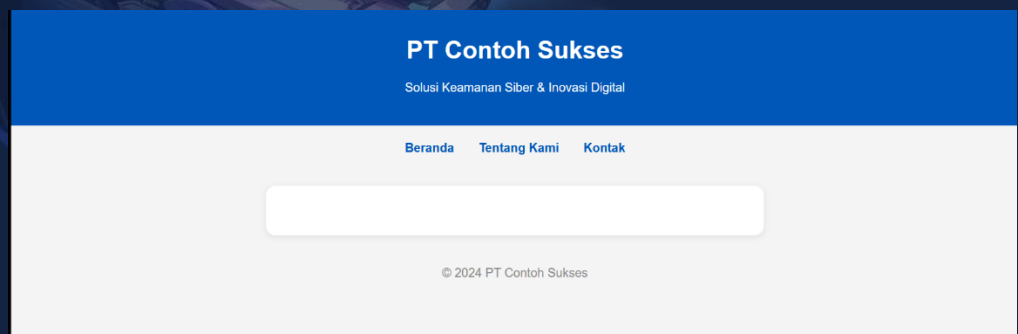 PT Contoh Sukses
Solusi Keamanan Siber & Inovasi Digital
Beranda Tentang Kami Kontak
© 2024 PT Contoh Sukses